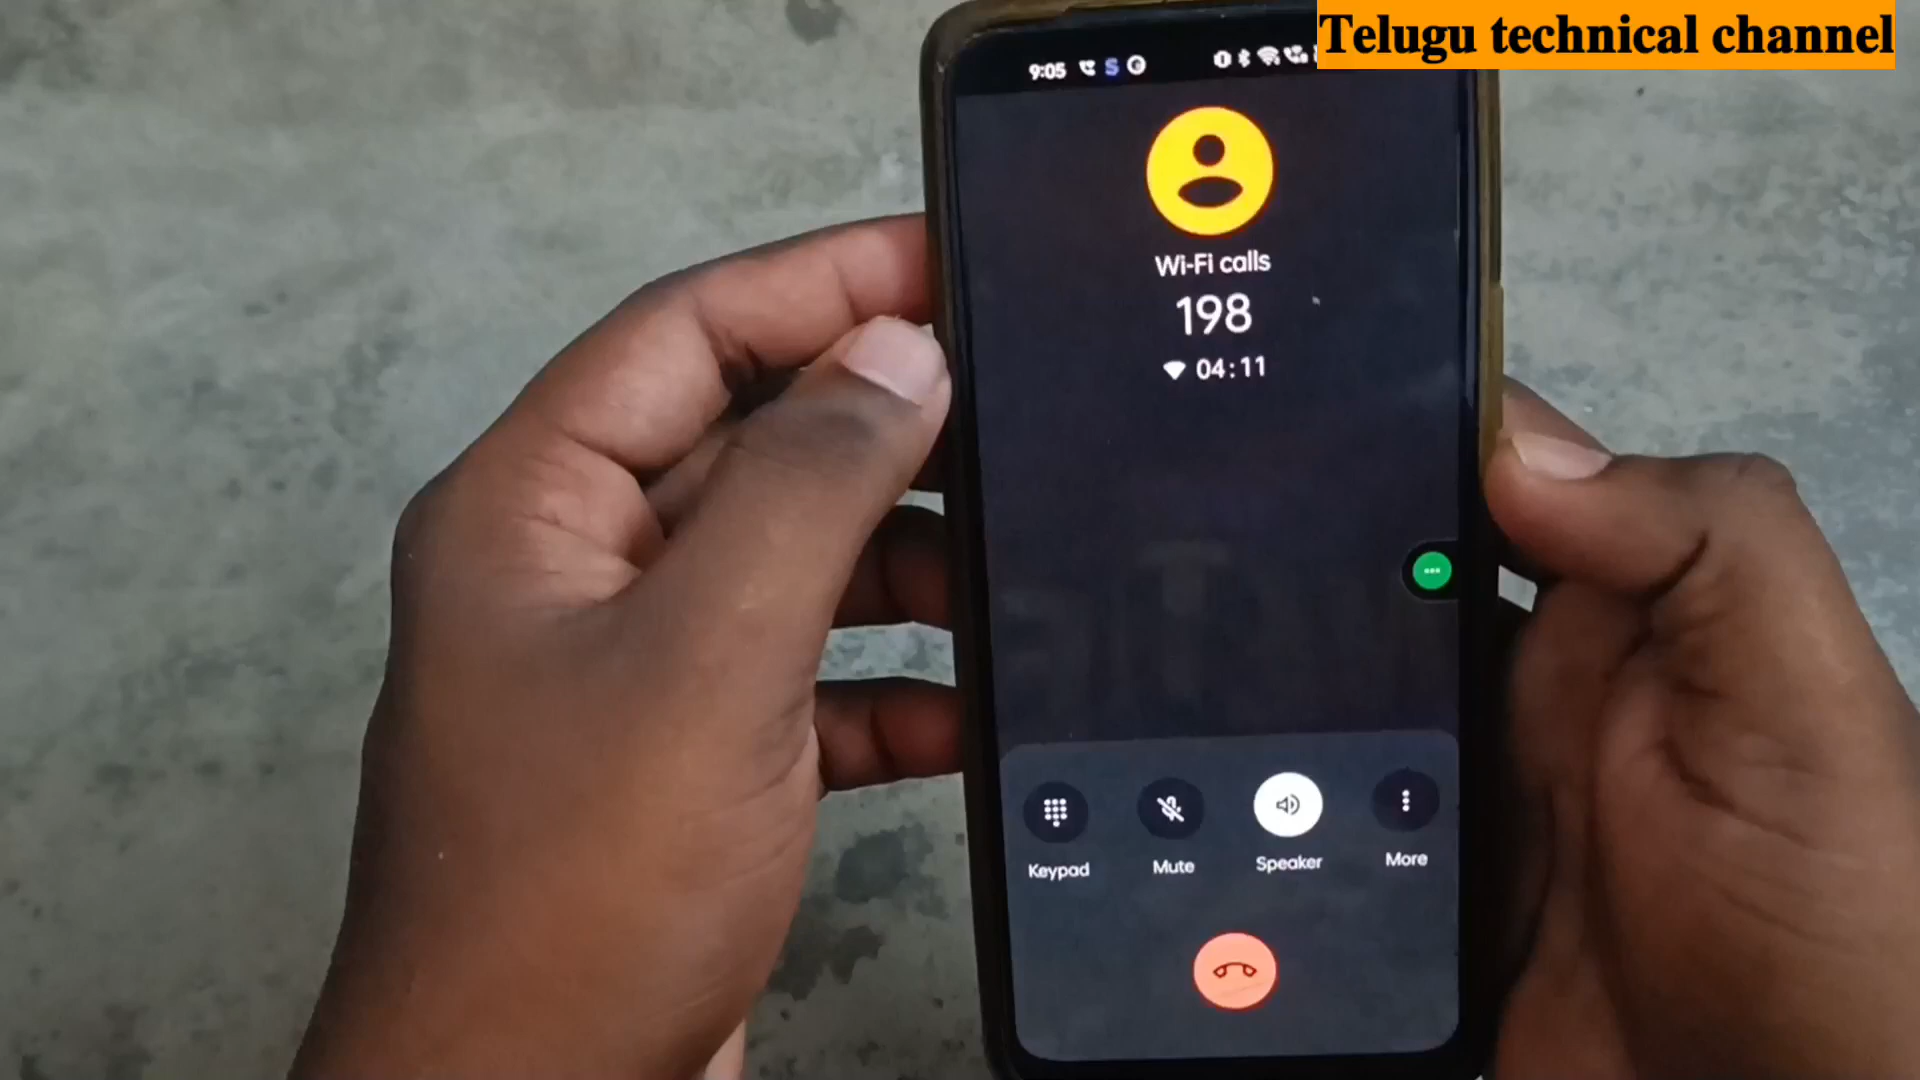 Telugu technical channel
9:05
Wi-Fi calls
198
04:11
Keypad
Mute
Speaker
More